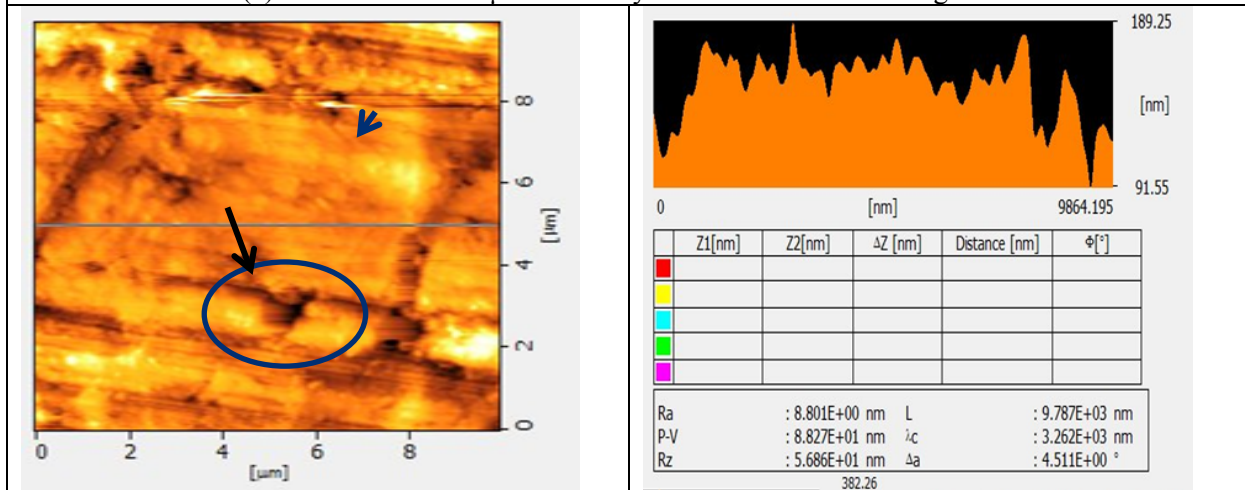 8
6
4
2
0
[µm]
0 2 4 6 8
[µm]
189.25
[nm]
91.55
0 [nm] 9864.195
Z1[nm] Z2[nm] ΔZ [nm] Distance [nm] Φ[°]
Ra : 8.801E+00 nm L : 9.787E+03 nm
P-V : 8.827E+01 nm λc : 3.262E+03 nm
Rz : 5.686E+01 nm Δa : 4.511E+00 °
382.26